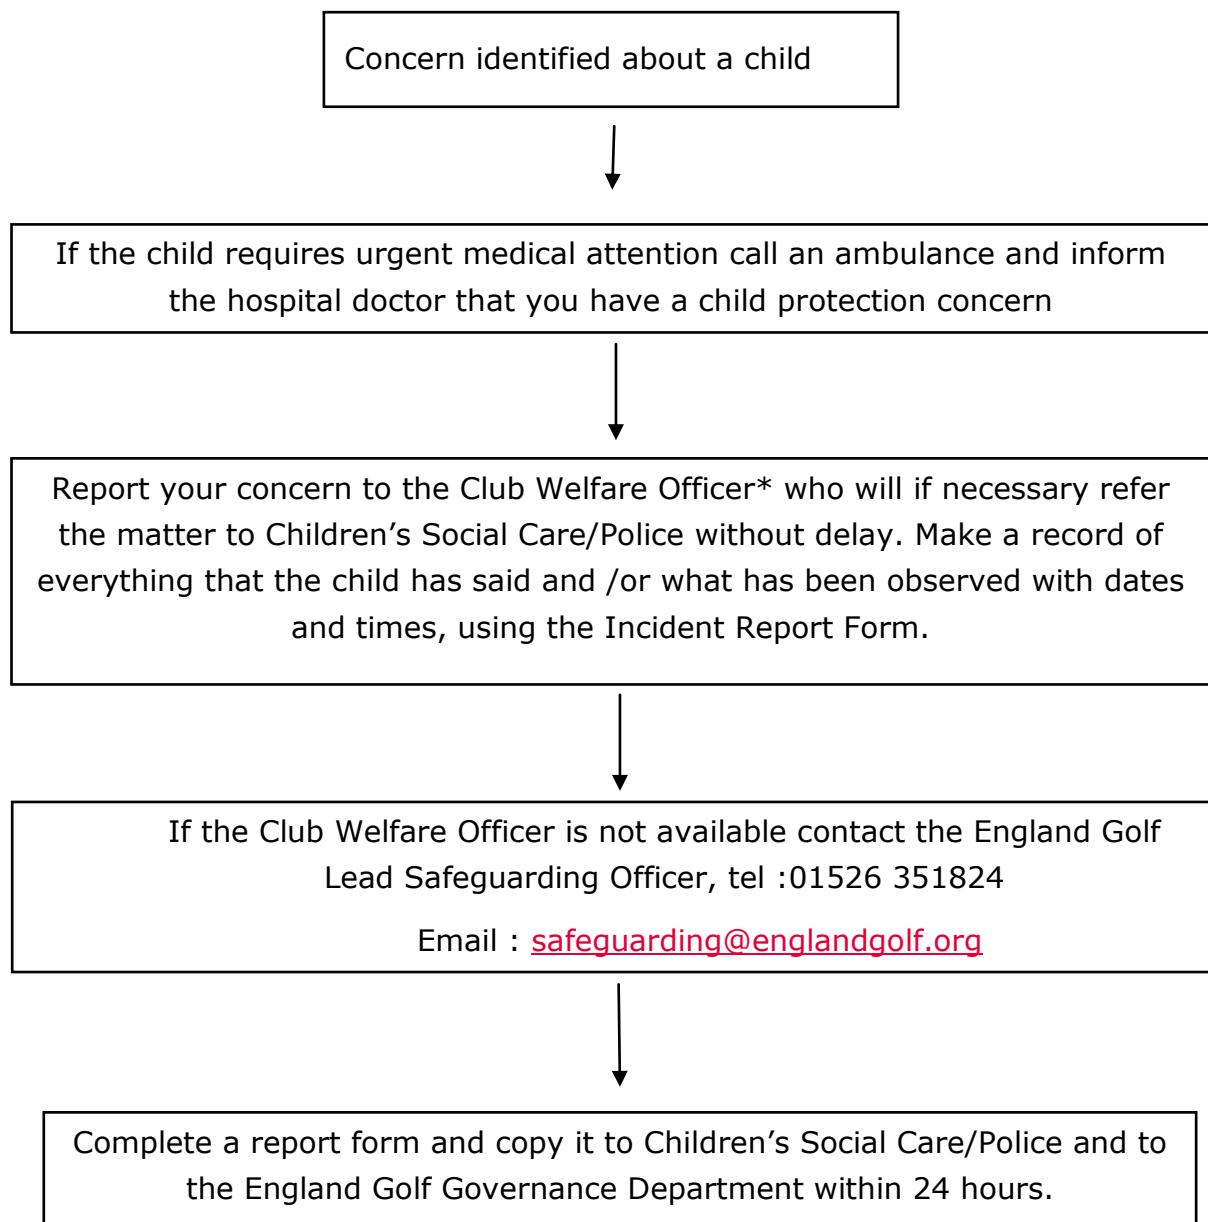 Concern identified about a child
If the child requires urgent medical attention call an ambulance and inform
the hospital doctor that you have a child protection concern
Report your concern to the Club Welfare Officer* who will if necessary refer
the matter to Children’s Social Care/Police without delay. Make a record of
everything that the child has said and /or what has been observed with dates
and times, using the Incident Report Form.
If the Club Welfare Officer is not available contact the England Golf
Lead Safeguarding Officer, tel :01526 351824
Email : safeguarding@englandgolf.org
Complete a report form and copy it to Children’s Social Care/Police and to
the England Golf Governance Department within 24 hours.